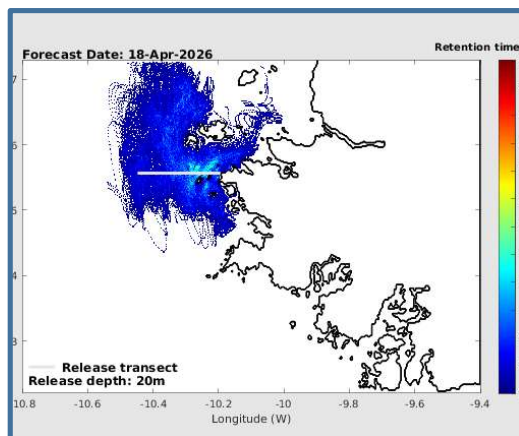 Forecast Date: 18-Apr-2026
Retention time
.7
.6
.5
.4
.3
Release transect
Release depth: 20m
10.8 -10.6 -10.4 -10.2 -10 -9.8 -9.6 -9.4
Longitude (W)